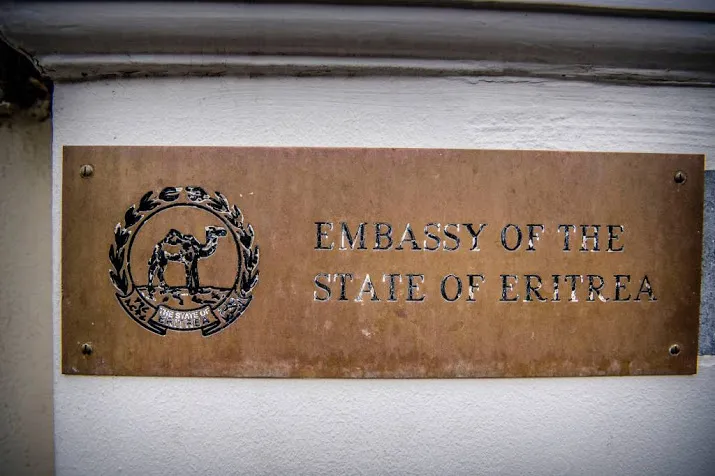 EMBASSY OF THE
STATE OF ERITREA
THE STATE OF
ERITREA